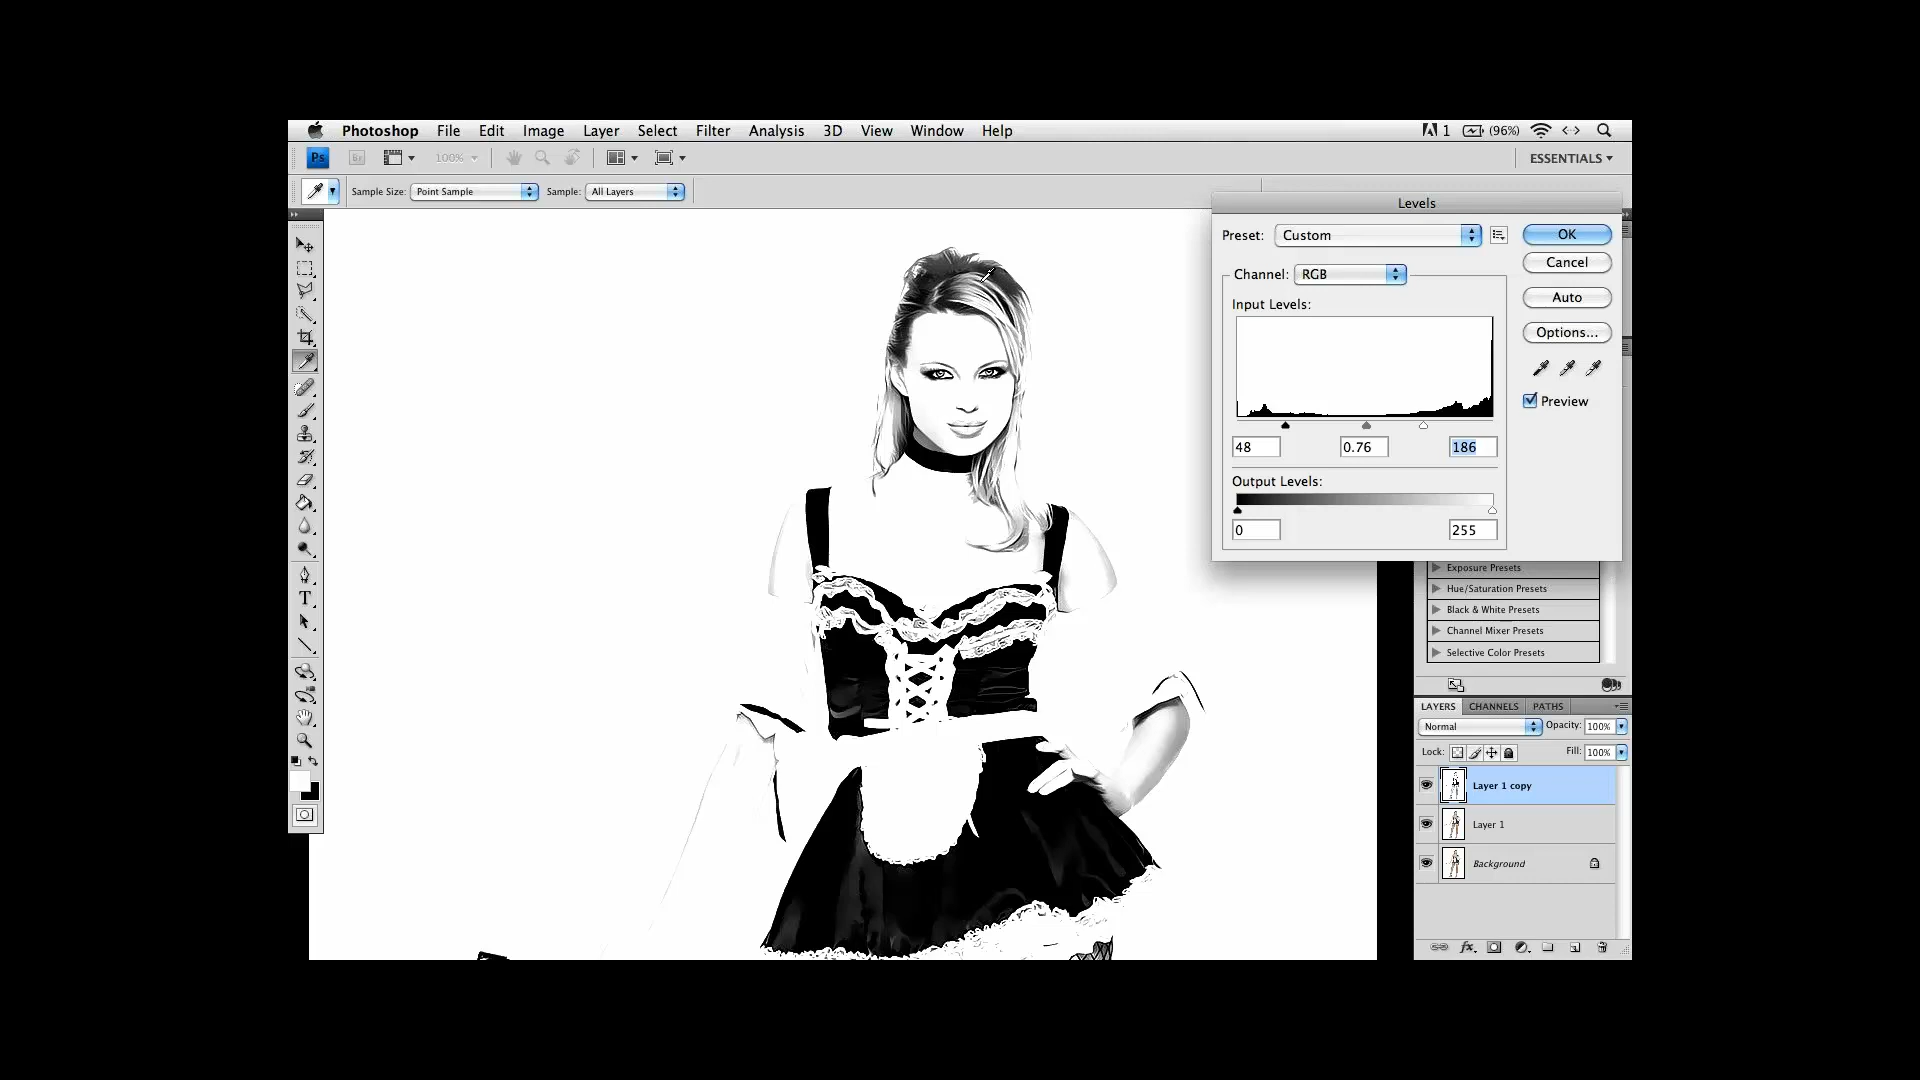 Photoshop File Edit Image Layer Select Filter Analysis 3D View Window Help 1 (96%)
Ps Br 100% ESSENTIALS
Sample Size: Point Sample Sample: All Layers
Levels
Preset: Custom OK
Cancel
Channel: RGB
Auto
Input Levels:
Options...
Preview
48 0.76 186
Output Levels:
0 255
Exposure Presets
Hue/Saturation Presets
Black & White Presets
Channel Mixer Presets
Selective Color Presets
T
LAYERS CHANNELS PATHS
Normal Opacity: 100%
Lock: Fill: 100%
Layer 1 copy
Layer 1
Background
fx